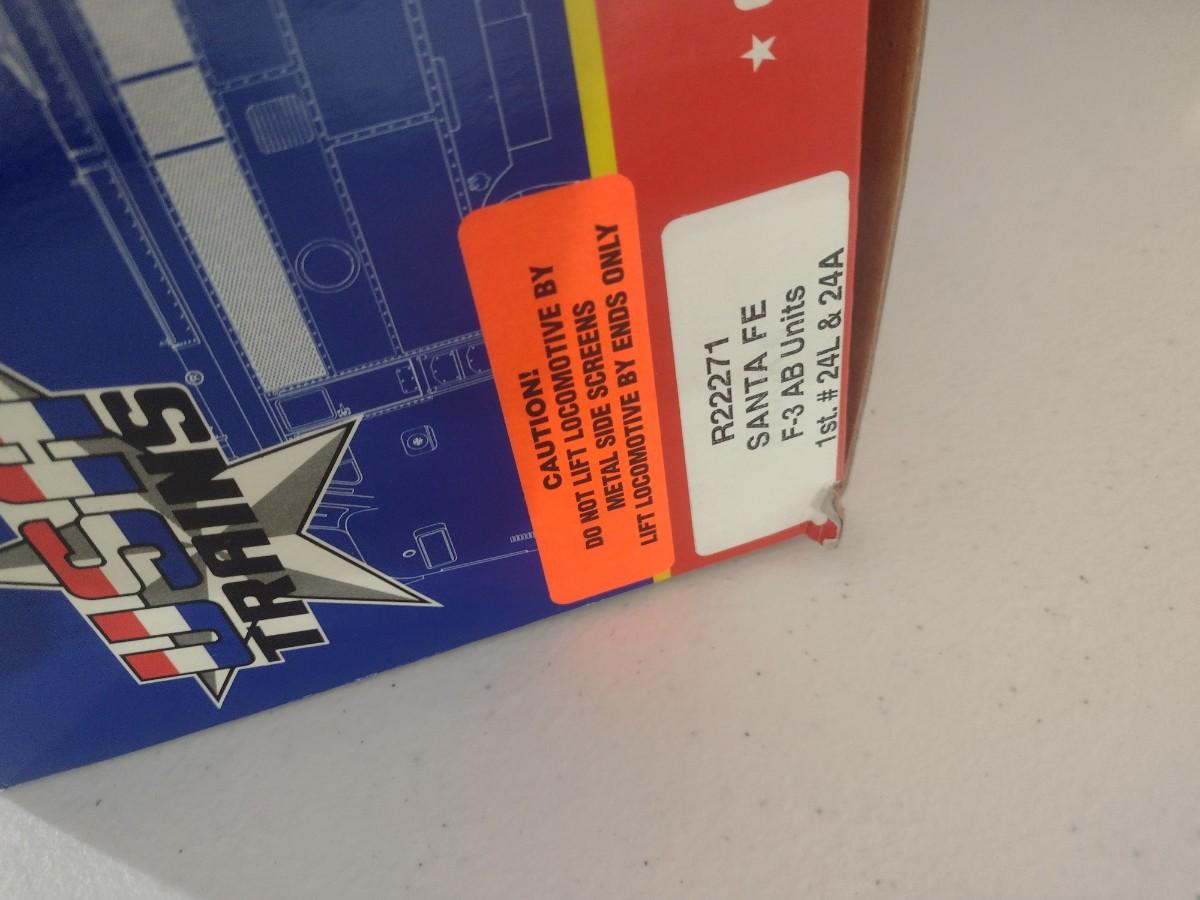 USA
TRAINS
CAUTION!
DO NOT LIFT LOCOMOTIVE BY
METAL SIDE SCREENS
LIFT LOCOMOTIVE BY ENDS ONLY
R22271
SANTA FE
F-3 AB Units
1st. # 24L & 24A